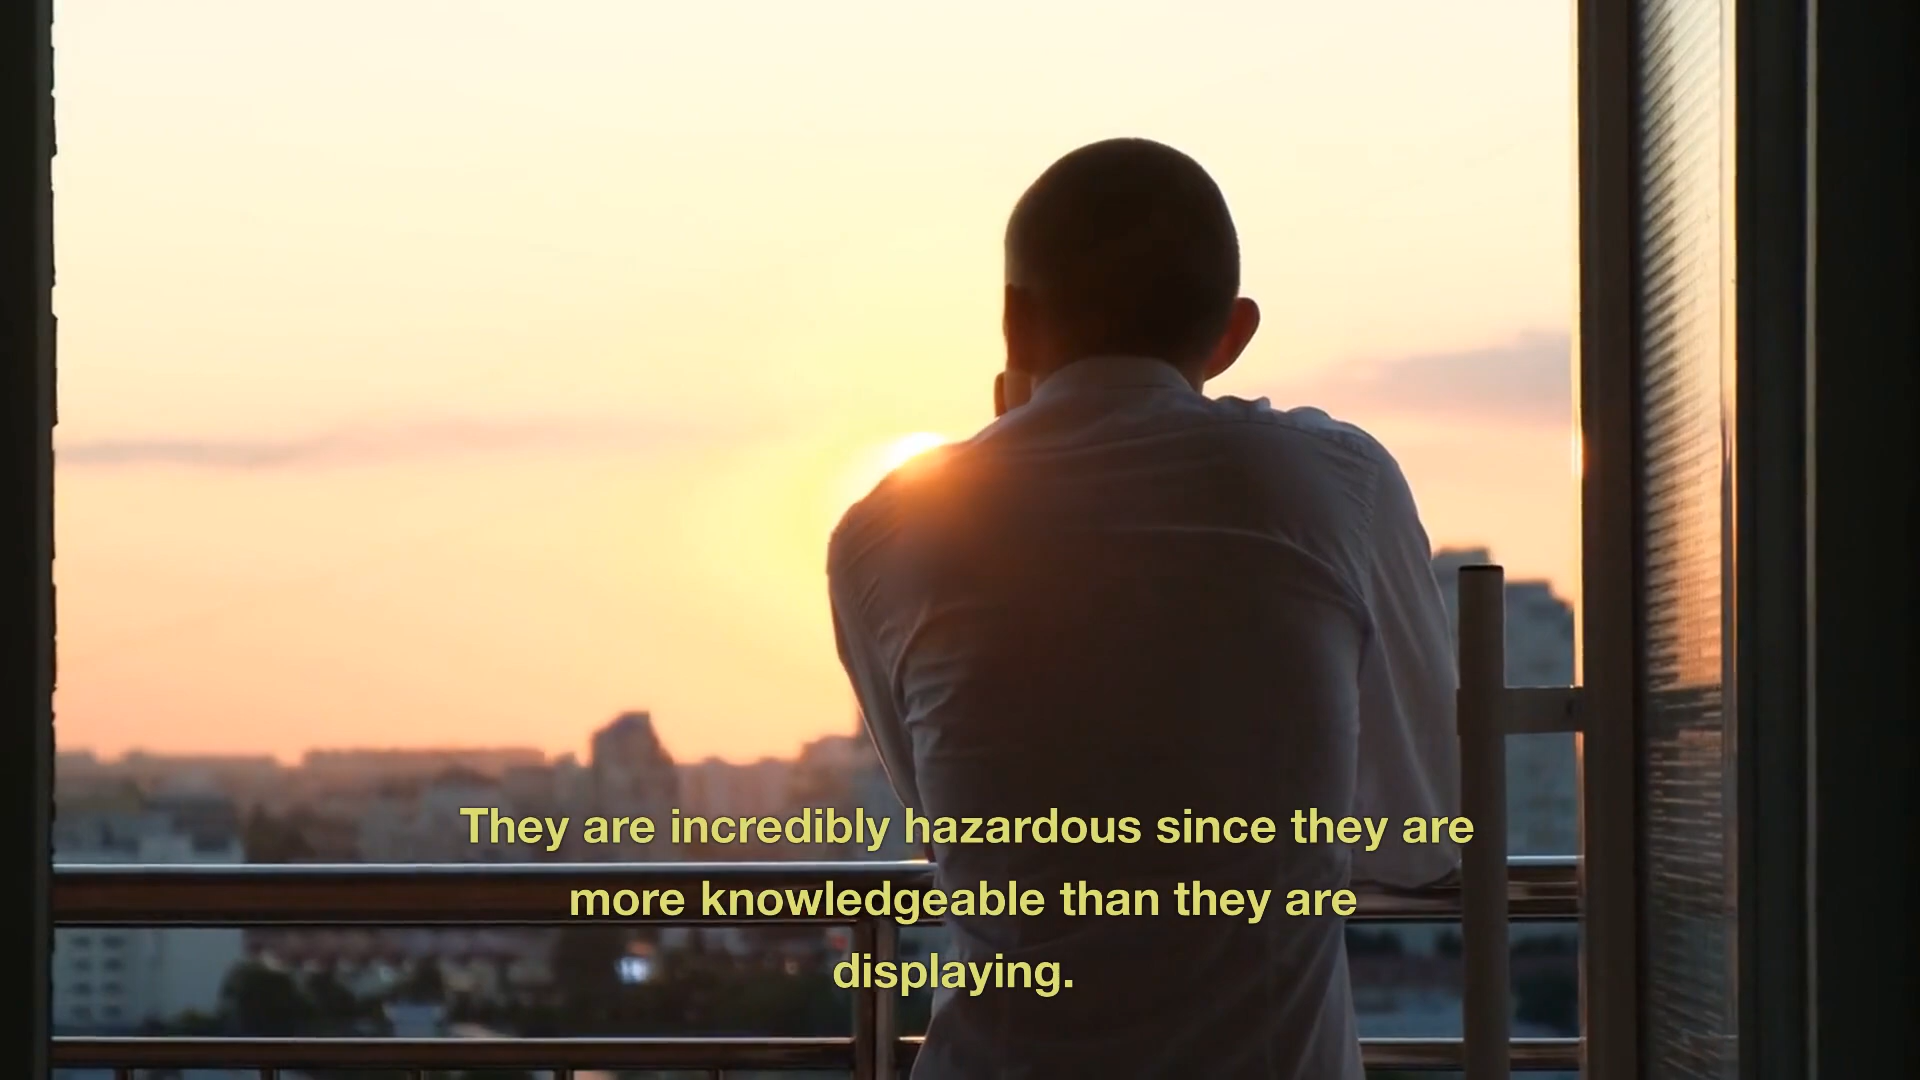 They are incredibly hazardous since they are
more knowledgeable than they are
displaying.